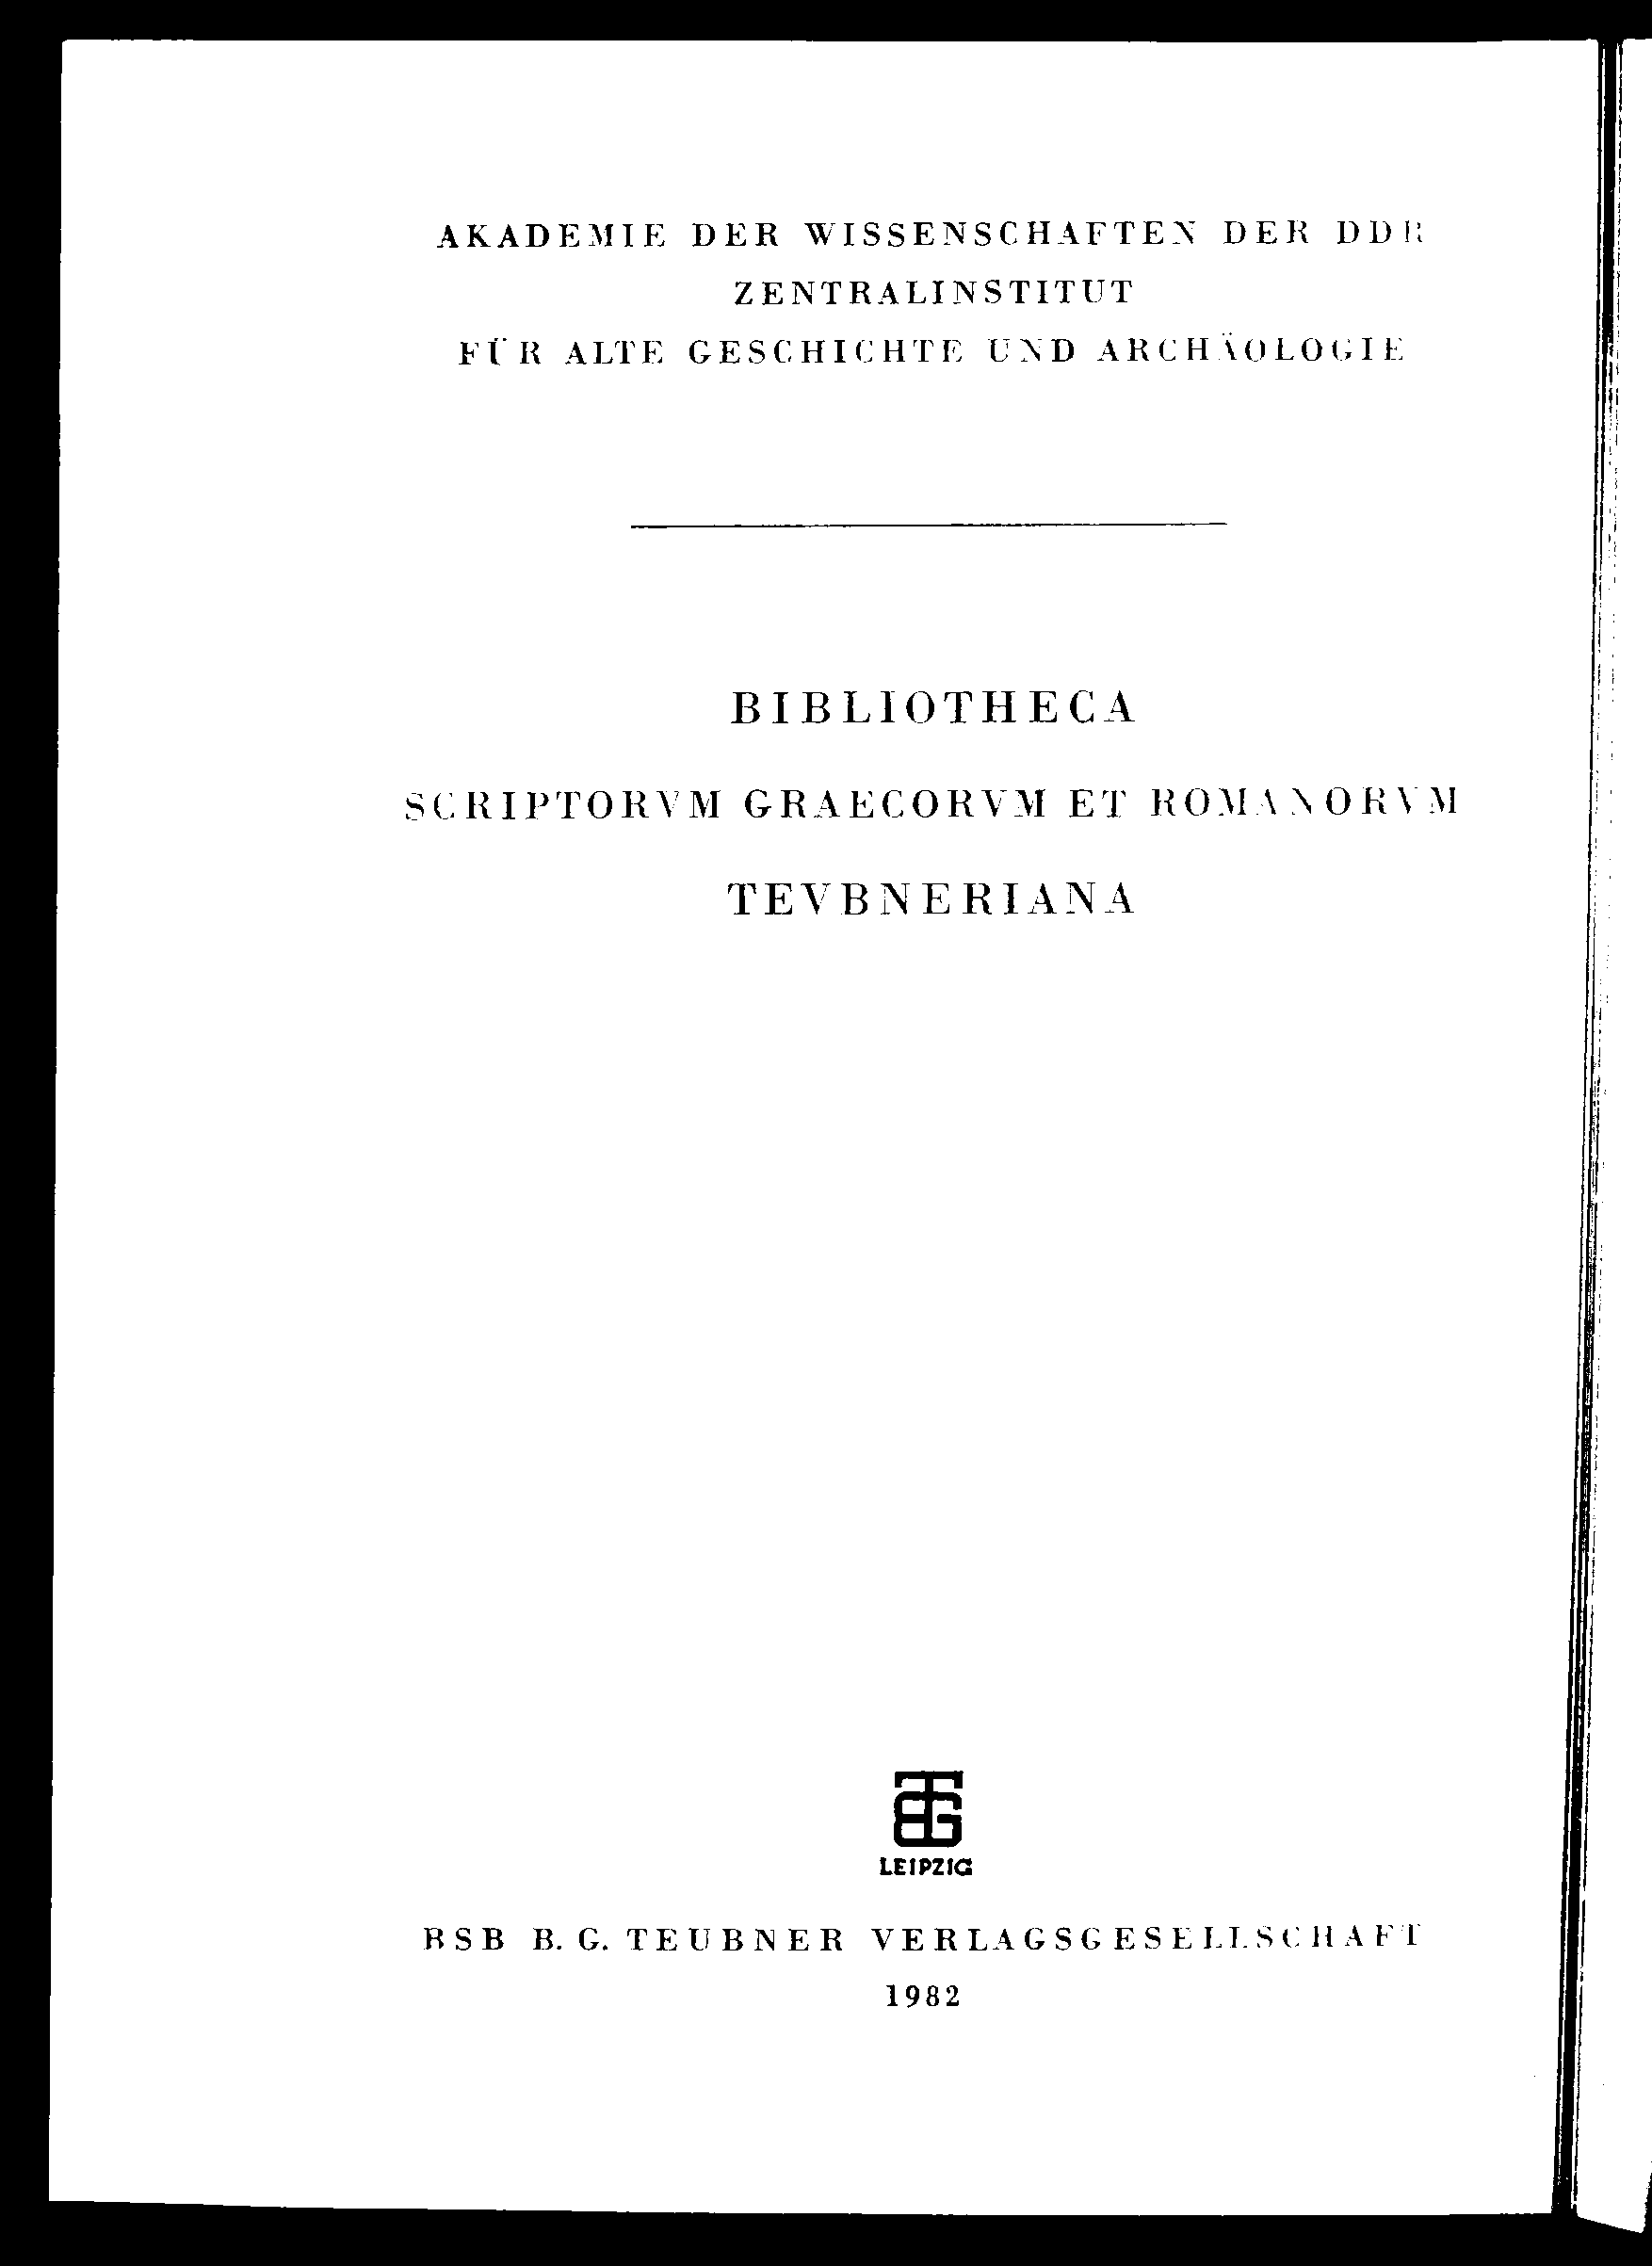 AKADEMIE DER WISSENSCHAFTEN DER DDR
ZENTRALINSTITUT
FÜR ALTE GESCHICHTE UND ARCHÄOLOGIE
BIBLIOTHECA
SCRIPTORVM GRAECORVM ET ROMANORVM
TEVBNERIANA
LEIPZIG
BSB B. G. TEUBNER VERLAGSGESELLSCHAFT
1982